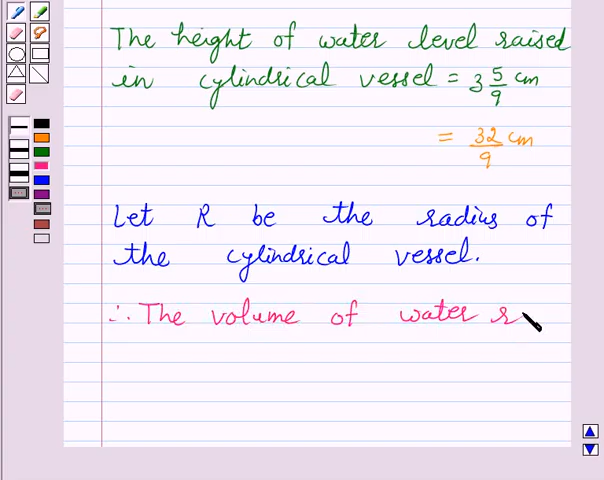 The height of water level raised
in cylindrical vessel = 3 5/9 cm
= 32/9 cm
Let R be the radius of
the cylindrical vessel.
∴ The volume of water r